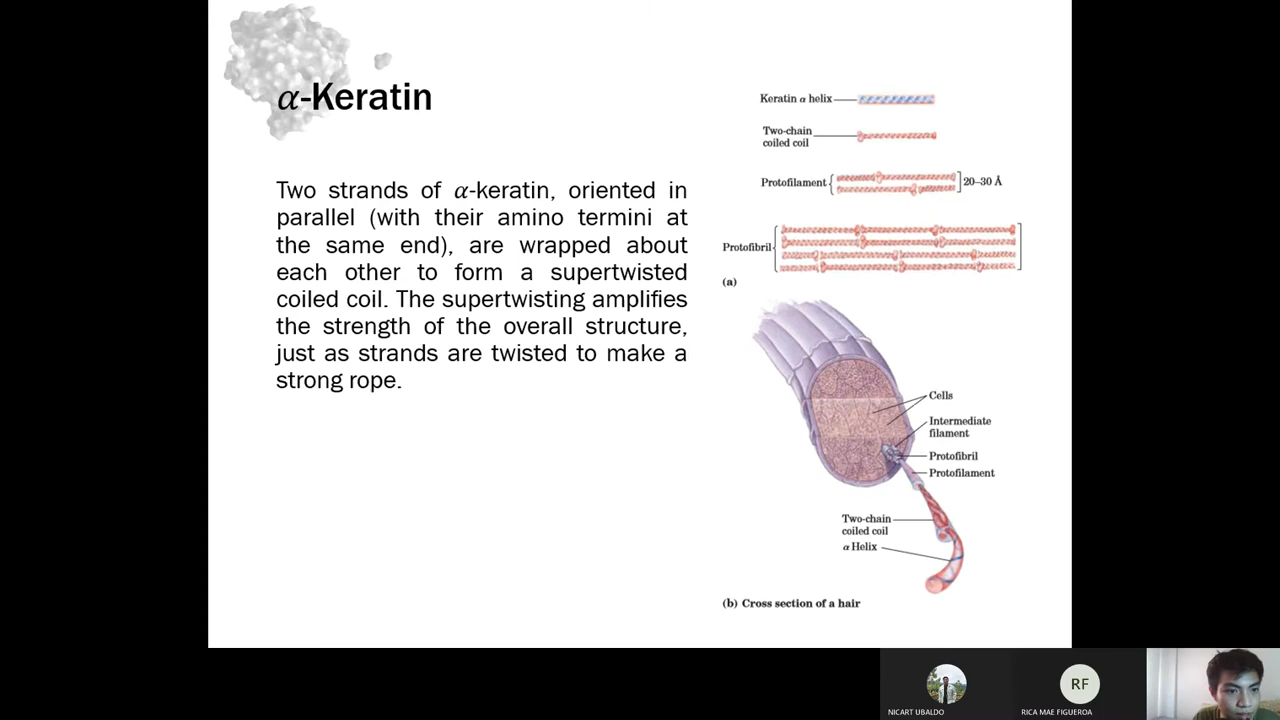 α-Keratin
Two strands of α-keratin, oriented in
parallel (with their amino termini at
the same end), are wrapped about
each other to form a supertwisted
coiled coil. The supertwisting amplifies
the strength of the overall structure,
just as strands are twisted to make a
strong rope.
Keratin α helix
Two-chain
coiled coil
Protofilament
20–30 Å
Protofibril
(a)
Cells
Intermediate
filament
Protofibril
Protofilament
Two-chain
coiled coil
α Helix
(b) Cross section of a hair
RF
NICART UBALDO
RICA MAE FIGUEROA